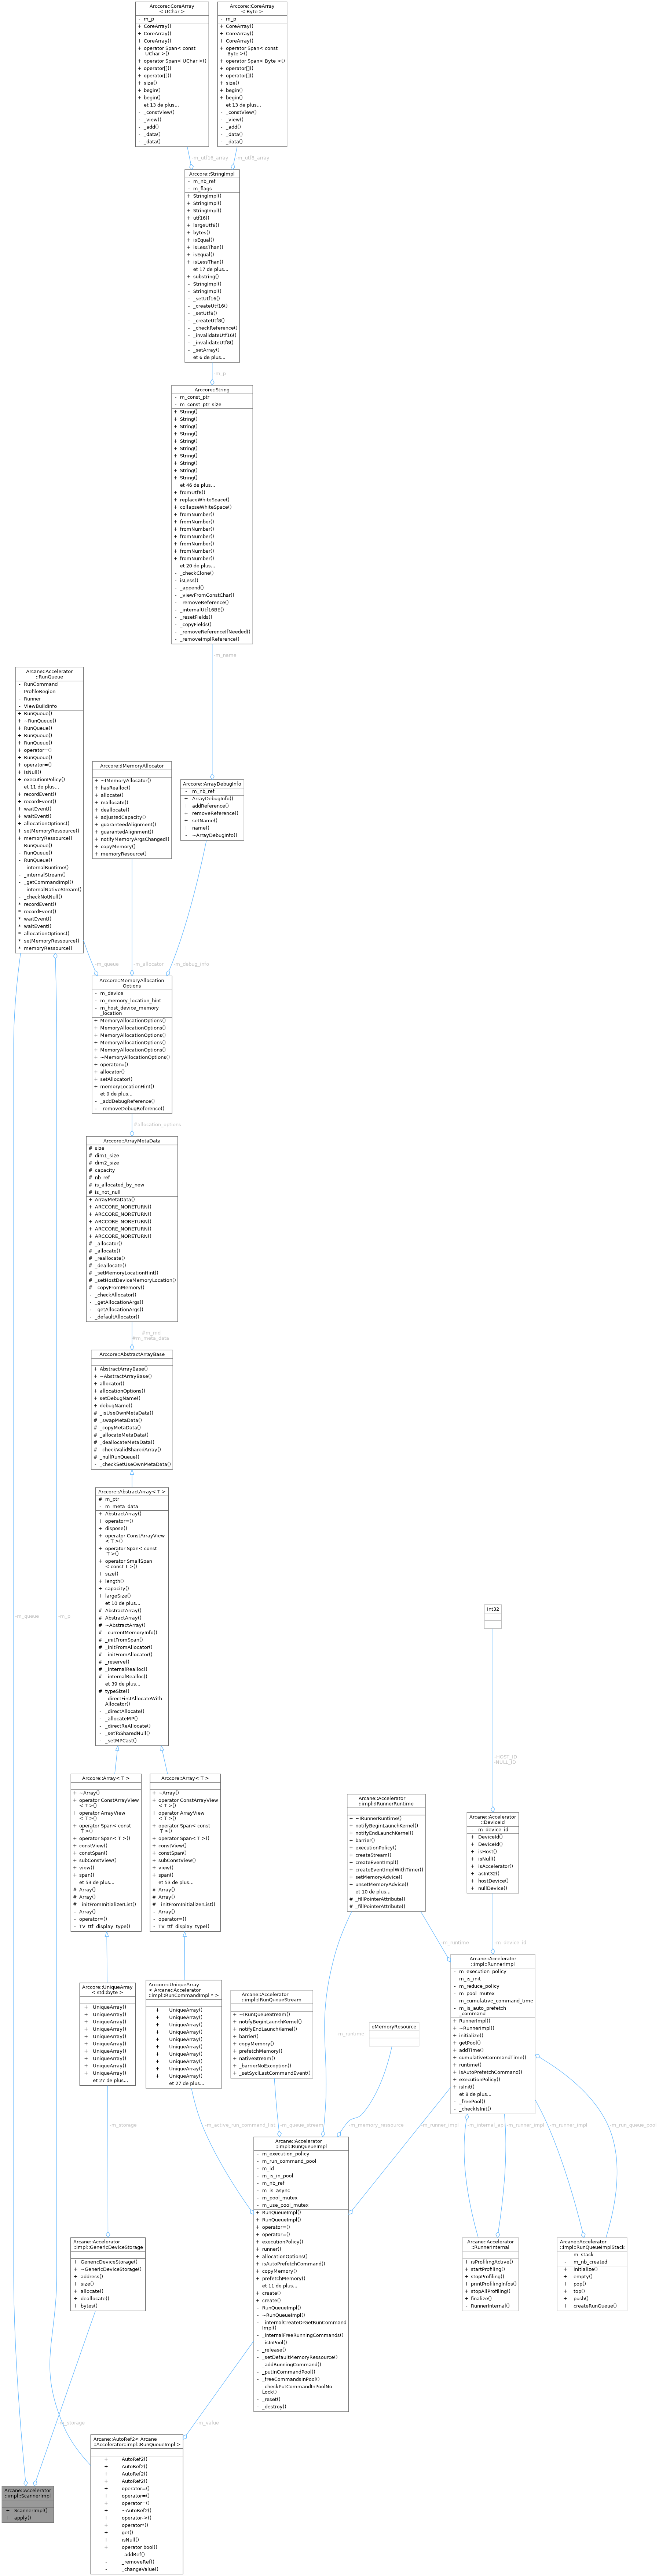 Arccore::CoreArray
< UChar >
- m_p
+ CoreArray()
+ CoreArray()
+ CoreArray()
+ operator Span< const
UChar >()
+ operator Span< UChar >()
+ operator[]()
+ operator[]()
+ size()
+ begin()
+ begin()
et 13 de plus...
- _constView()
- _view()
- _add()
- _data()
- _data()
Arccore::CoreArray
< Byte >
- m_p
+ CoreArray()
+ CoreArray()
+ CoreArray()
+ operator Span< const
Byte >()
+ operator Span< Byte >()
+ operator[]()
+ operator[]()
+ size()
+ begin()
+ begin()
et 13 de plus...
- _constView()
- _view()
- _add()
- _data()
- _data()
-m_utf16_array
-m_utf8_array
Arccore::StringImpl
- m_nb_ref
- m_flags
+ StringImpl()
+ StringImpl()
+ StringImpl()
+ utf16()
+ largeUtf8()
+ bytes()
+ isEqual()
+ isLessThan()
+ isEqual()
+ isLessThan()
et 17 de plus...
+ substring()
- StringImpl()
- StringImpl()
- _setUtf16()
- _createUtf16()
- _setUtf8()
- _createUtf8()
- _checkReference()
- _invalidateUtf16()
- _invalidateUtf8()
- _setArray()
et 6 de plus...
-m_p
Arccore::String
- m_const_ptr
- m_const_ptr_size
+ String()
+ String()
+ String()
+ String()
+ String()
+ String()
+ String()
+ String()
+ String()
+ String()
et 46 de plus...
+ fromUtf8()
+ replaceWhiteSpace()
+ collapseWhiteSpace()
+ fromNumber()
+ fromNumber()
+ fromNumber()
+ fromNumber()
+ fromNumber()
+ fromNumber()
+ fromNumber()
et 20 de plus...
- _checkClone()
- isLess()
- _append()
- _viewFromConstChar()
- _removeReference()
- _internalUtf16BE()
- _resetFields()
- _copyFields()
- _removeReferenceIfNeeded()
- _removeImplReference()
-m_name
Arcane::Accelerator
::RunQueue
- RunCommand
- ProfileRegion
- Runner
- ViewBuildInfo
+ RunQueue()
+ ~RunQueue()
+ RunQueue()
+ RunQueue()
+ RunQueue()
+ operator=()
+ RunQueue()
+ operator=()
+ isNull()
+ executionPolicy()
et 11 de plus...
+ recordEvent()
+ recordEvent()
+ waitEvent()
+ waitEvent()
+ allocationOptions()
+ setMemoryRessource()
+ memoryRessource()
- RunQueue()
- RunQueue()
- RunQueue()
- _internalRuntime()
- _internalStream()
- _getCommandImpl()
- _internalNativeStream()
- _checkNotNull()
* recordEvent()
* recordEvent()
* waitEvent()
* waitEvent()
* allocationOptions()
* setMemoryRessource()
* memoryRessource()
Arccore::IMemoryAllocator
+ ~IMemoryAllocator()
+ hasRealloc()
+ allocate()
+ reallocate()
+ deallocate()
+ adjustedCapacity()
+ guaranteedAlignment()
+ guarantedAlignment()
+ notifyMemoryArgsChanged()
+ copyMemory()
+ memoryResource()
Arccore::ArrayDebugInfo
- m_nb_ref
+ ArrayDebugInfo()
+ addReference()
+ removeReference()
+ setName()
+ name()
- ~ArrayDebugInfo()
-m_queue
-m_allocator
-m_debug_info
Arccore::MemoryAllocation
Options
- m_device
- m_memory_location_hint
- m_host_device_memory
_location
+ MemoryAllocationOptions()
+ MemoryAllocationOptions()
+ MemoryAllocationOptions()
+ MemoryAllocationOptions()
+ MemoryAllocationOptions()
+ ~MemoryAllocationOptions()
+ operator=()
+ allocator()
+ setAllocator()
+ memoryLocationHint()
et 9 de plus...
- _addDebugReference()
- _removeDebugReference()
#allocation_options
Arccore::ArrayMetaData
# size
# dim1_size
# dim2_size
# capacity
# nb_ref
# is_allocated_by_new
# is_not_null
+ ArrayMetaData()
+ ARCCORE_NORETURN()
+ ARCCORE_NORETURN()
+ ARCCORE_NORETURN()
+ ARCCORE_NORETURN()
+ ARCCORE_NORETURN()
# _allocator()
# _allocate()
# _reallocate()
# _deallocate()
# _setMemoryLocationHint()
# _setHostDeviceMemoryLocation()
# _copyFromMemory()
- _checkAllocator()
- _getAllocationArgs()
- _getAllocationArgs()
- _defaultAllocator()
#m_md
#m_meta_data
Arccore::AbstractArrayBase
+ AbstractArrayBase()
+ ~AbstractArrayBase()
+ allocator()
+ allocationOptions()
+ setDebugName()
+ debugName()
# _isUseOwnMetaData()
# _swapMetaData()
# _copyMetaData()
# _allocateMetaData()
# _deallocateMetaData()
# _checkValidSharedArray()
# _nullRunQueue()
- _checkSetUseOwnMetaData()
Arccore::AbstractArray< T >
# m_ptr
- m_meta_data
+ AbstractArray()
+ operator=()
+ dispose()
+ operator ConstArrayView
< T >()
+ operator Span< const
T >()
+ operator SmallSpan
< const T >()
+ size()
+ length()
+ capacity()
+ largeSize()
et 10 de plus...
# AbstractArray()
# AbstractArray()
# ~AbstractArray()
# _currentMemoryInfo()
# _initFromSpan()
# _initFromAllocator()
# _initFromAllocator()
# _reserve()
# _internalRealloc()
# _internalRealloc()
et 39 de plus...
# typeSize()
- _directFirstAllocateWith
Allocator()
- _directAllocate()
- _allocateMP()
- _directReAllocate()
- _setToSharedNull()
- _setMPCast()
-m_queue
-m_p
Int32
-HOST_ID
-NULL_ID
Arccore::Array< T >
+ ~Array()
+ operator ConstArrayView
< T >()
+ operator ArrayView
< T >()
+ operator Span< const
T >()
+ operator Span< T >()
+ constView()
+ constSpan()
+ subConstView()
+ view()
+ span()
et 53 de plus...
# Array()
# Array()
# _initFromInitializerList()
- Array()
- operator=()
- TV_ttf_display_type()
Arccore::Array< T >
+ ~Array()
+ operator ConstArrayView
< T >()
+ operator ArrayView
< T >()
+ operator Span< const
T >()
+ operator Span< T >()
+ constView()
+ constSpan()
+ subConstView()
+ view()
+ span()
et 53 de plus...
# Array()
# Array()
# _initFromInitializerList()
- Array()
- operator=()
- TV_ttf_display_type()
Arcane::Accelerator
::impl::IRunnerRuntime
+ ~IRunnerRuntime()
+ notifyBeginLaunchKernel()
+ notifyEndLaunchKernel()
+ barrier()
+ executionPolicy()
+ createStream()
+ createEventImpl()
+ createEventImplWithTimer()
+ setMemoryAdvice()
+ unsetMemoryAdvice()
et 10 de plus...
# _fillPointerAttribute()
# _fillPointerAttribute()
Arcane::Accelerator
::DeviceId
- m_device_id
+ DeviceId()
+ DeviceId()
+ isHost()
+ isNull()
+ isAccelerator()
+ asInt32()
+ hostDevice()
+ nullDevice()
-m_runtime
-m_device_id
Arcane::Accelerator
::impl::RunnerImpl
- m_execution_policy
- m_is_init
- m_reduce_policy
- m_pool_mutex
- m_cumulative_command_time
- m_is_auto_prefetch
_command
+ RunnerImpl()
+ ~RunnerImpl()
+ initialize()
+ getPool()
+ addTime()
+ cumulativeCommandTime()
+ runtime()
+ isAutoPrefetchCommand()
+ executionPolicy()
+ isInit()
et 8 de plus...
- _freePool()
- _checkIsInit()
Arccore::UniqueArray
< std::byte >
+ UniqueArray()
+ UniqueArray()
+ UniqueArray()
+ UniqueArray()
+ UniqueArray()
+ UniqueArray()
+ UniqueArray()
+ UniqueArray()
+ UniqueArray()
+ UniqueArray()
et 27 de plus...
Arccore::UniqueArray
< Arcane::Accelerator
::impl::RunCommandImpl * >
+ UniqueArray()
+ UniqueArray()
+ UniqueArray()
+ UniqueArray()
+ UniqueArray()
+ UniqueArray()
+ UniqueArray()
+ UniqueArray()
+ UniqueArray()
+ UniqueArray()
et 27 de plus...
Arcane::Accelerator
::impl::IRunQueueStream
+ ~IRunQueueStream()
+ notifyBeginLaunchKernel()
+ notifyEndLaunchKernel()
+ barrier()
+ copyMemory()
+ prefetchMemory()
+ nativeStream()
+ _barrierNoException()
+ _setSyclLastCommandEvent()
-m_runtime
eMemoryResource
-m_storage
-m_active_run_command_list
-m_queue_stream
-m_memory_ressource
-m_runner_impl
-m_internal_api
-m_runner_impl
-m_runner_impl
-m_run_queue_pool
Arcane::Accelerator
::impl::RunQueueImpl
- m_execution_policy
- m_run_command_pool
- m_id
- m_is_in_pool
- m_nb_ref
- m_is_async
- m_pool_mutex
- m_use_pool_mutex
+ RunQueueImpl()
+ RunQueueImpl()
+ operator=()
+ operator=()
+ executionPolicy()
+ runner()
+ allocationOptions()
+ isAutoPrefetchCommand()
+ copyMemory()
+ prefetchMemory()
et 11 de plus...
+ create()
+ create()
- RunQueueImpl()
- ~RunQueueImpl()
- _internalCreateOrGetRunCommand
Impl()
- _internalFreeRunningCommands()
- _isInPool()
- _release()
- _setDefaultMemoryRessource()
- _addRunningCommand()
- _putInCommandPool()
- _freeCommandsInPool()
- _checkPutCommandInPoolNo
Lock()
- _reset()
- _destroy()
Arcane::Accelerator
::impl::GenericDeviceStorage
+ GenericDeviceStorage()
+ ~GenericDeviceStorage()
+ address()
+ size()
+ allocate()
+ deallocate()
+ bytes()
Arcane::Accelerator
::RunnerInternal
+ isProfilingActive()
+ startProfiling()
+ stopProfiling()
+ printProfilingInfos()
+ stopAllProfiling()
+ finalize()
- RunnerInternal()
Arcane::Accelerator
::impl::RunQueueImplStack
- m_stack
- m_nb_created
+ initialize()
+ empty()
+ pop()
+ top()
+ push()
+ createRunQueue()
-m_storage
-m_value
Arcane::AutoRef2< Arcane
::Accelerator::impl::RunQueueImpl >
+ AutoRef2()
+ AutoRef2()
+ AutoRef2()
+ AutoRef2()
+ operator=()
+ operator=()
+ operator=()
+ ~AutoRef2()
+ operator->()
+ operator*()
+ get()
+ isNull()
+ operator bool()
- _addRef()
- _removeRef()
- _changeValue()
Arcane::Accelerator
::impl::ScannerImpl
+ ScannerImpl()
+ apply()